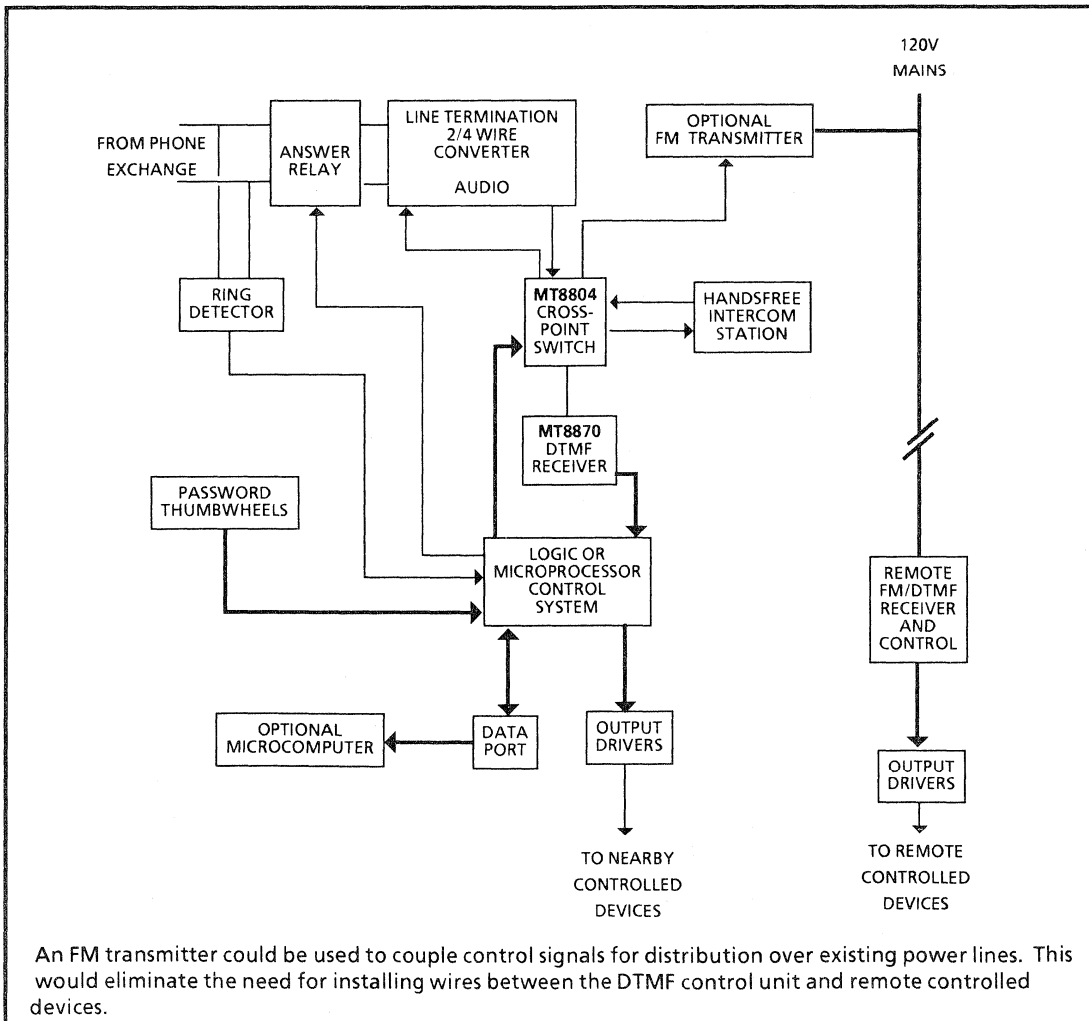 120V
MAINS
FROM PHONE
EXCHANGE
ANSWER
RELAY
LINE TERMINATION
2/4 WIRE
CONVERTER
AUDIO
OPTIONAL
FM TRANSMITTER
RING
DETECTOR
MT8804
CROSS-
POINT
SWITCH
HANDSFREE
INTERCOM
STATION
MT8870
DTMF
RECEIVER
PASSWORD
THUMBWHEELS
LOGIC OR
MICROPROCESSOR
CONTROL
SYSTEM
REMOTE
FM/DTMF
RECEIVER
AND
CONTROL
OPTIONAL
MICROCOMPUTER
DATA
PORT
OUTPUT
DRIVERS
OUTPUT
DRIVERS
TO NEARBY
CONTROLLED
DEVICES
TO REMOTE
CONTROLLED
DEVICES
An FM transmitter could be used to couple control signals for distribution over existing power lines. This
would eliminate the need for installing wires between the DTMF control unit and remote controlled
devices.